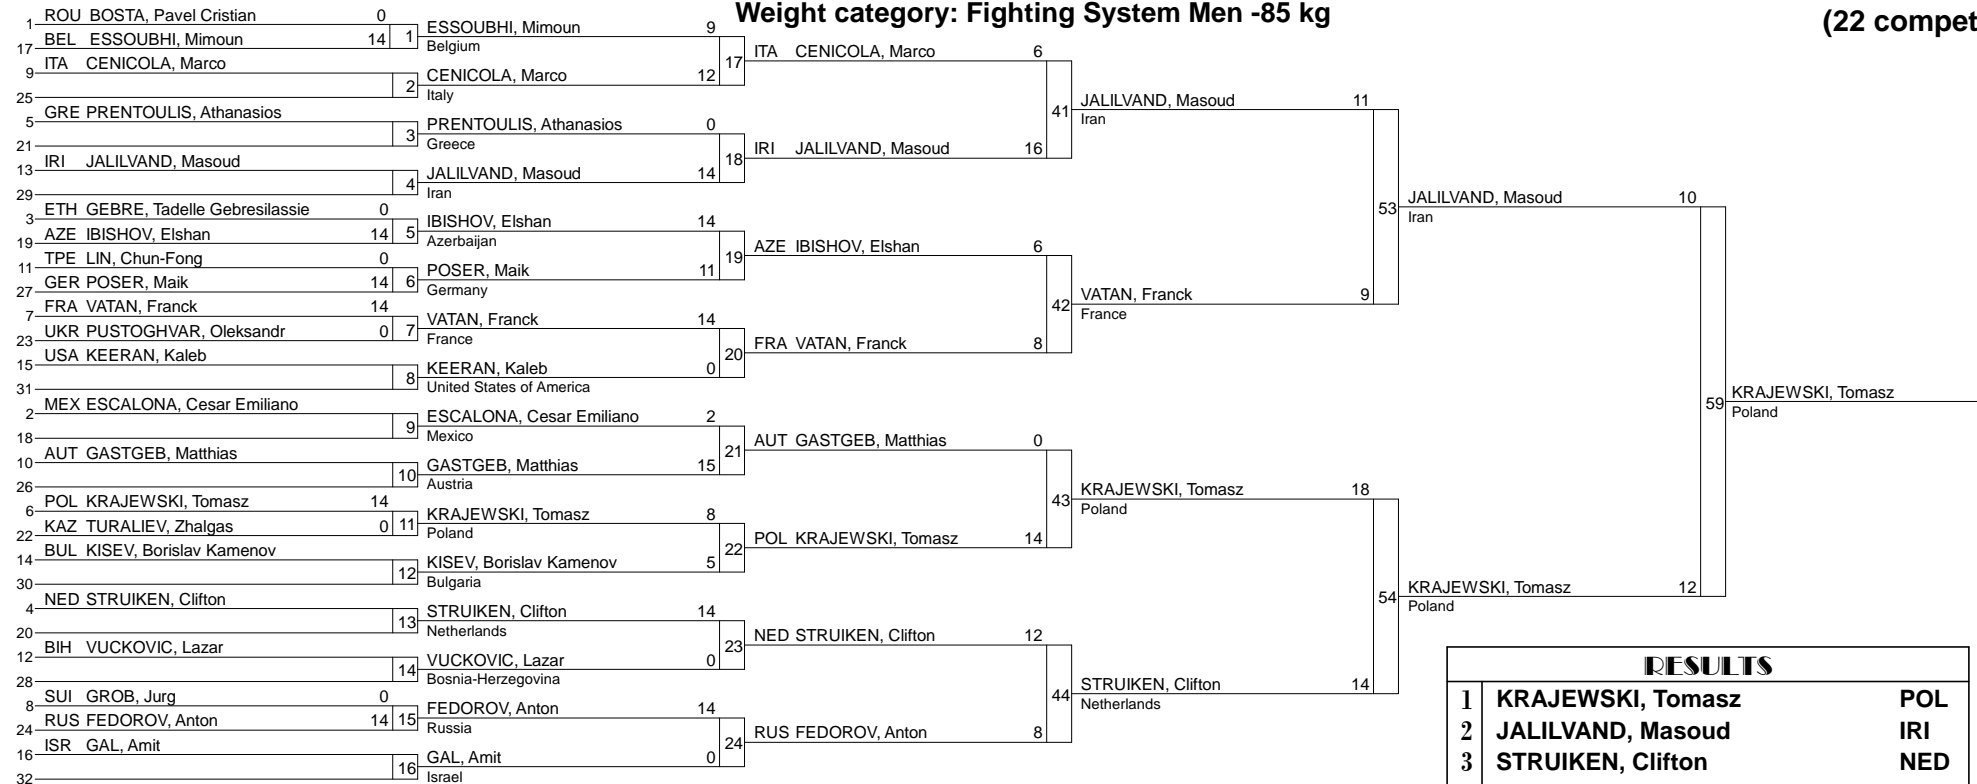 Weight category: Fighting System Men -85 kg
(22 compet
1 ROU BOSTA, Pavel Cristian 0
17 BEL ESSOUBHI, Mimoun 14
1
9 ITA CENICOLA, Marco
25
2
5 GRE PRENTOULIS, Athanasios
21
3
13 IRI JALILVAND, Masoud
29
4
3 ETH GEBRE, Tadelle Gebresilassie 0
19 AZE IBISHOV, Elshan 14
5
11 TPE LIN, Chun-Fong 0
27 GER POSER, Maik 14
6
7 FRA VATAN, Franck 14
23 UKR PUSTOGHVAR, Oleksandr 0
7
15 USA KEERAN, Kaleb
31
8
2 MEX ESCALONA, Cesar Emiliano
18
9
10 AUT GASTGEB, Matthias
26
10
6 POL KRAJEWSKI, Tomasz 14
22 KAZ TURALIEV, Zhalgas 0
11
14 BUL KISEV, Borislav Kamenov
30
12
4 NED STRUIKEN, Clifton
20
13
12 BIH VUCKOVIC, Lazar
28
14
8 SUI GROB, Jurg 0
24 RUS FEDOROV, Anton 14
15
16 ISR GAL, Amit
32
16
ESSOUBHI, Mimoun 9
Belgium
17
CENICOLA, Marco 12
Italy
PRENTOULIS, Athanasios 0
Greece
18
JALILVAND, Masoud 14
Iran
IBISHOV, Elshan 14
Azerbaijan
19
POSER, Maik 11
Germany
VATAN, Franck 14
France
20
KEERAN, Kaleb 0
United States of America
ESCALONA, Cesar Emiliano 2
Mexico
21
GASTGEB, Matthias 15
Austria
KRAJEWSKI, Tomasz 8
Poland
22
KISEV, Borislav Kamenov 5
Bulgaria
STRUIKEN, Clifton 14
Netherlands
23
VUCKOVIC, Lazar 0
Bosnia-Herzegovina
FEDOROV, Anton 14
Russia
24
GAL, Amit 0
Israel
ITA CENICOLA, Marco 6
41
IRI JALILVAND, Masoud 16
AZE IBISHOV, Elshan 6
42
FRA VATAN, Franck 8
AUT GASTGEB, Matthias 0
43
POL KRAJEWSKI, Tomasz 14
NED STRUIKEN, Clifton 12
44
RUS FEDOROV, Anton 8
JALILVAND, Masoud 11
Iran
53
VATAN, Franck 9
France
KRAJEWSKI, Tomasz 18
Poland
54
STRUIKEN, Clifton 14
Netherlands
JALILVAND, Masoud 10
Iran
59
KRAJEWSKI, Tomasz 12
Poland
KRAJEWSKI, Tomasz
Poland
RESULTS
1 KRAJEWSKI, Tomasz POL
2 JALILVAND, Masoud IRI
3 STRUIKEN, Clifton NED